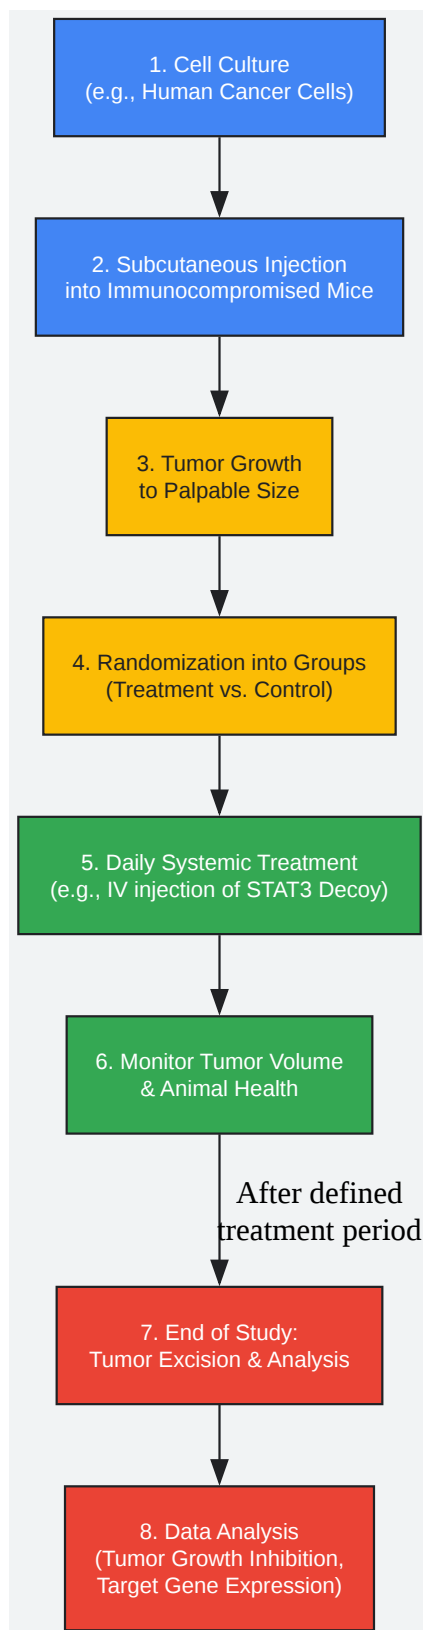 1. Cell Culture
(e.g., Human Cancer Cells)
2. Subcutaneous Injection
into Immunocompromised Mice
3. Tumor Growth
to Palpable Size
4. Randomization into Groups
(Treatment vs. Control)
5. Daily Systemic Treatment
(e.g., IV injection of STAT3 Decoy)
6. Monitor Tumor Volume
& Animal Health
After defined
treatment period
7. End of Study:
Tumor Excision & Analysis
8. Data Analysis
(Tumor Growth Inhibition,
Target Gene Expression)